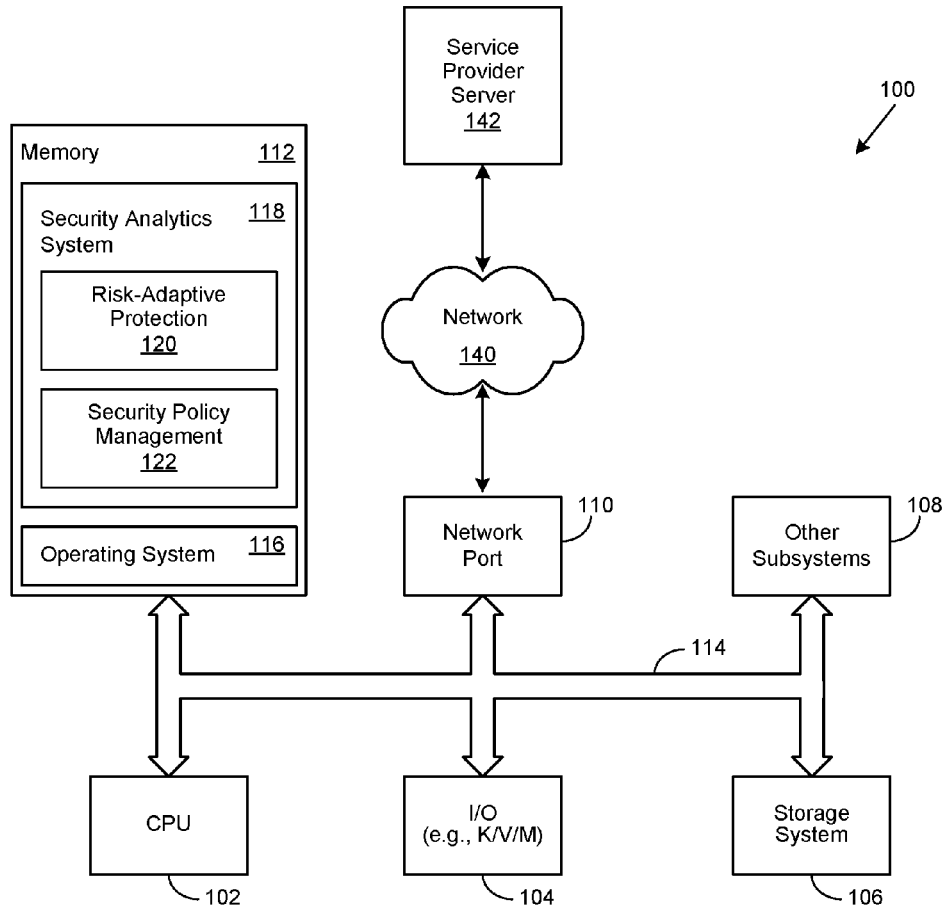 Service
Provider
Server
142
100
Memory 112
Security Analytics 118
System
Risk-Adaptive
Protection
120
Security Policy
Management
122
Operating System 116
Network
140
Network
Port
110
Other
Subsystems
108
114
CPU
102
I/O
(e.g., K/V/M)
104
Storage
System
106